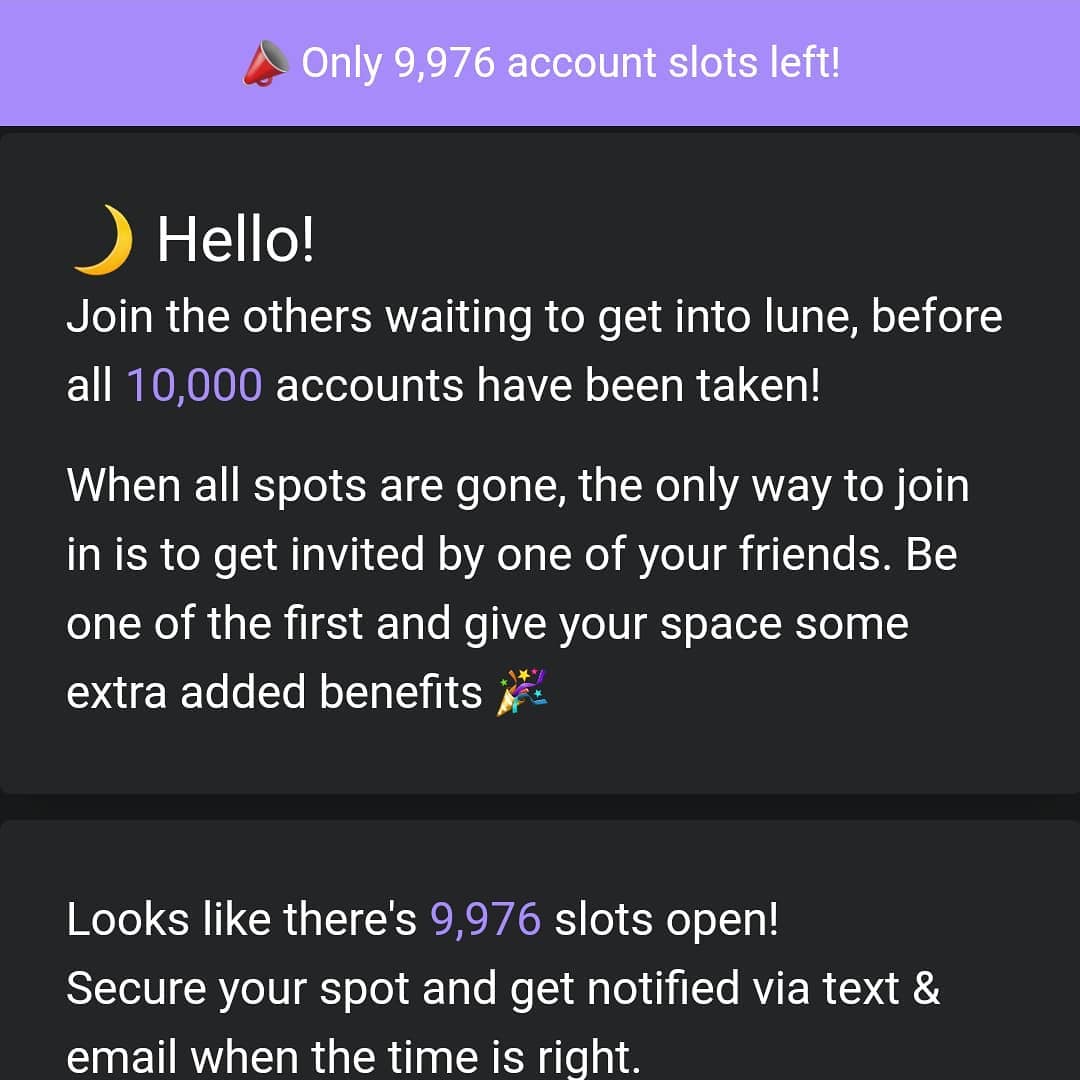 📣 Only 9,976 account slots left!
🌙 Hello!
Join the others waiting to get into lune, before
all 10,000 accounts have been taken!
When all spots are gone, the only way to join
in is to get invited by one of your friends. Be
one of the first and give your space some
extra added benefits 🎉
Looks like there's 9,976 slots open!
Secure your spot and get notified via text &
email when the time is right.